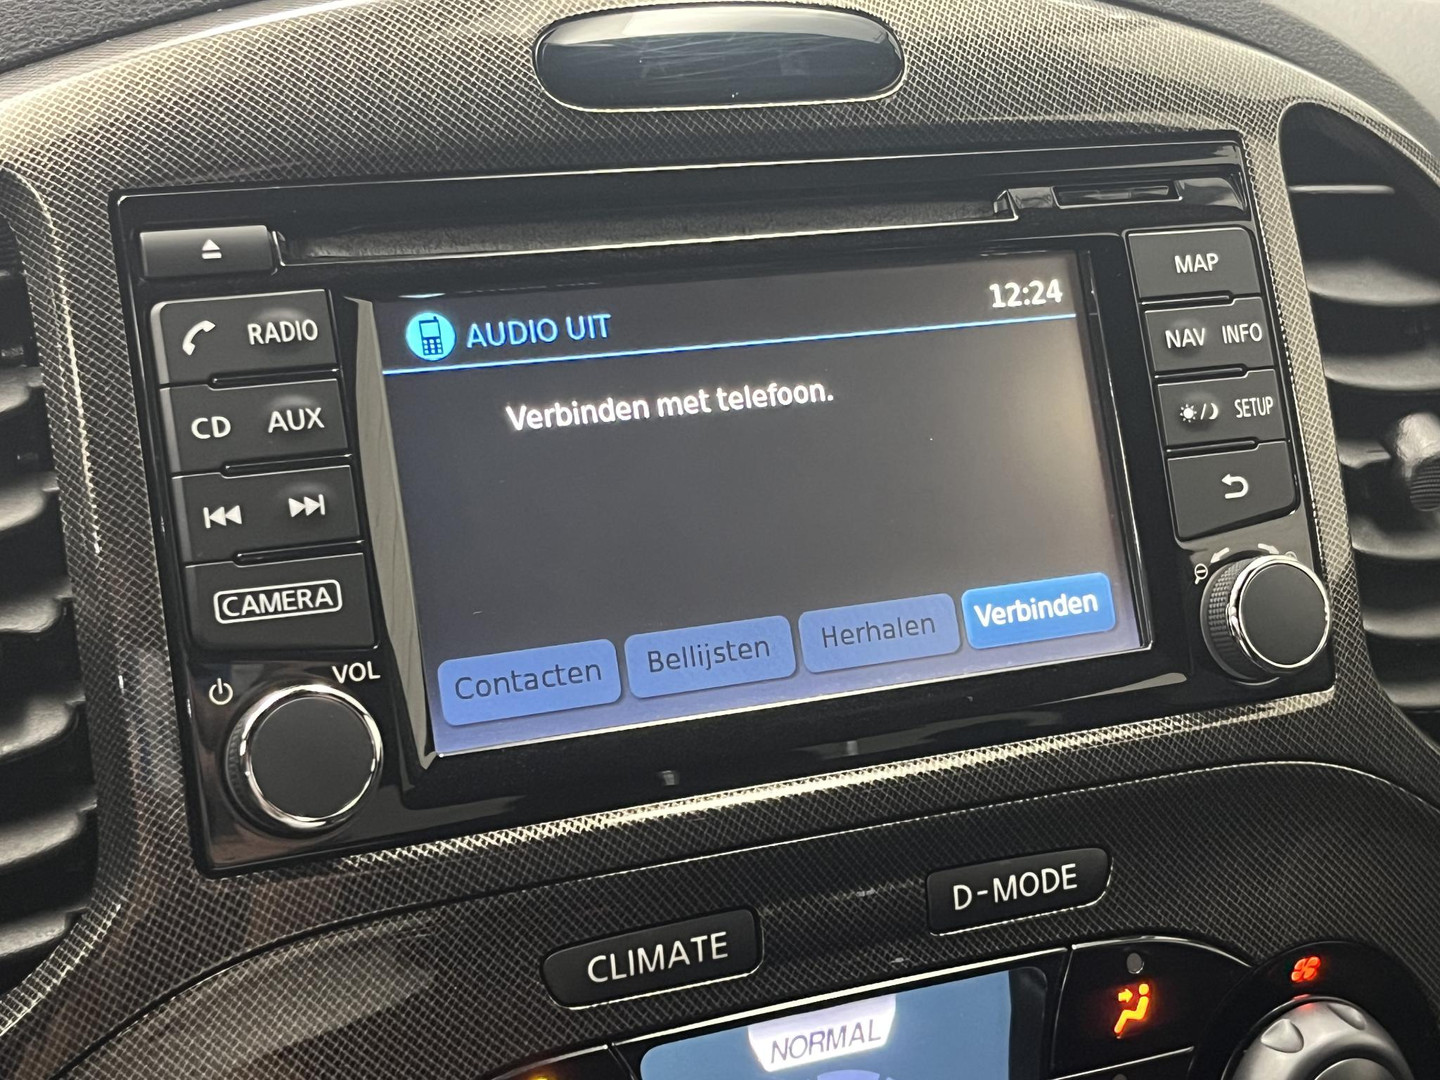 AUDIO UIT
12:24
Verbinden met telefoon.
Contacten
Bellijsten
Herhalen
Verbinden
RADIO
CD AUX
CAMERA
VOL
MAP
NAV INFO
SETUP
CLIMATE
D-MODE
NORMAL